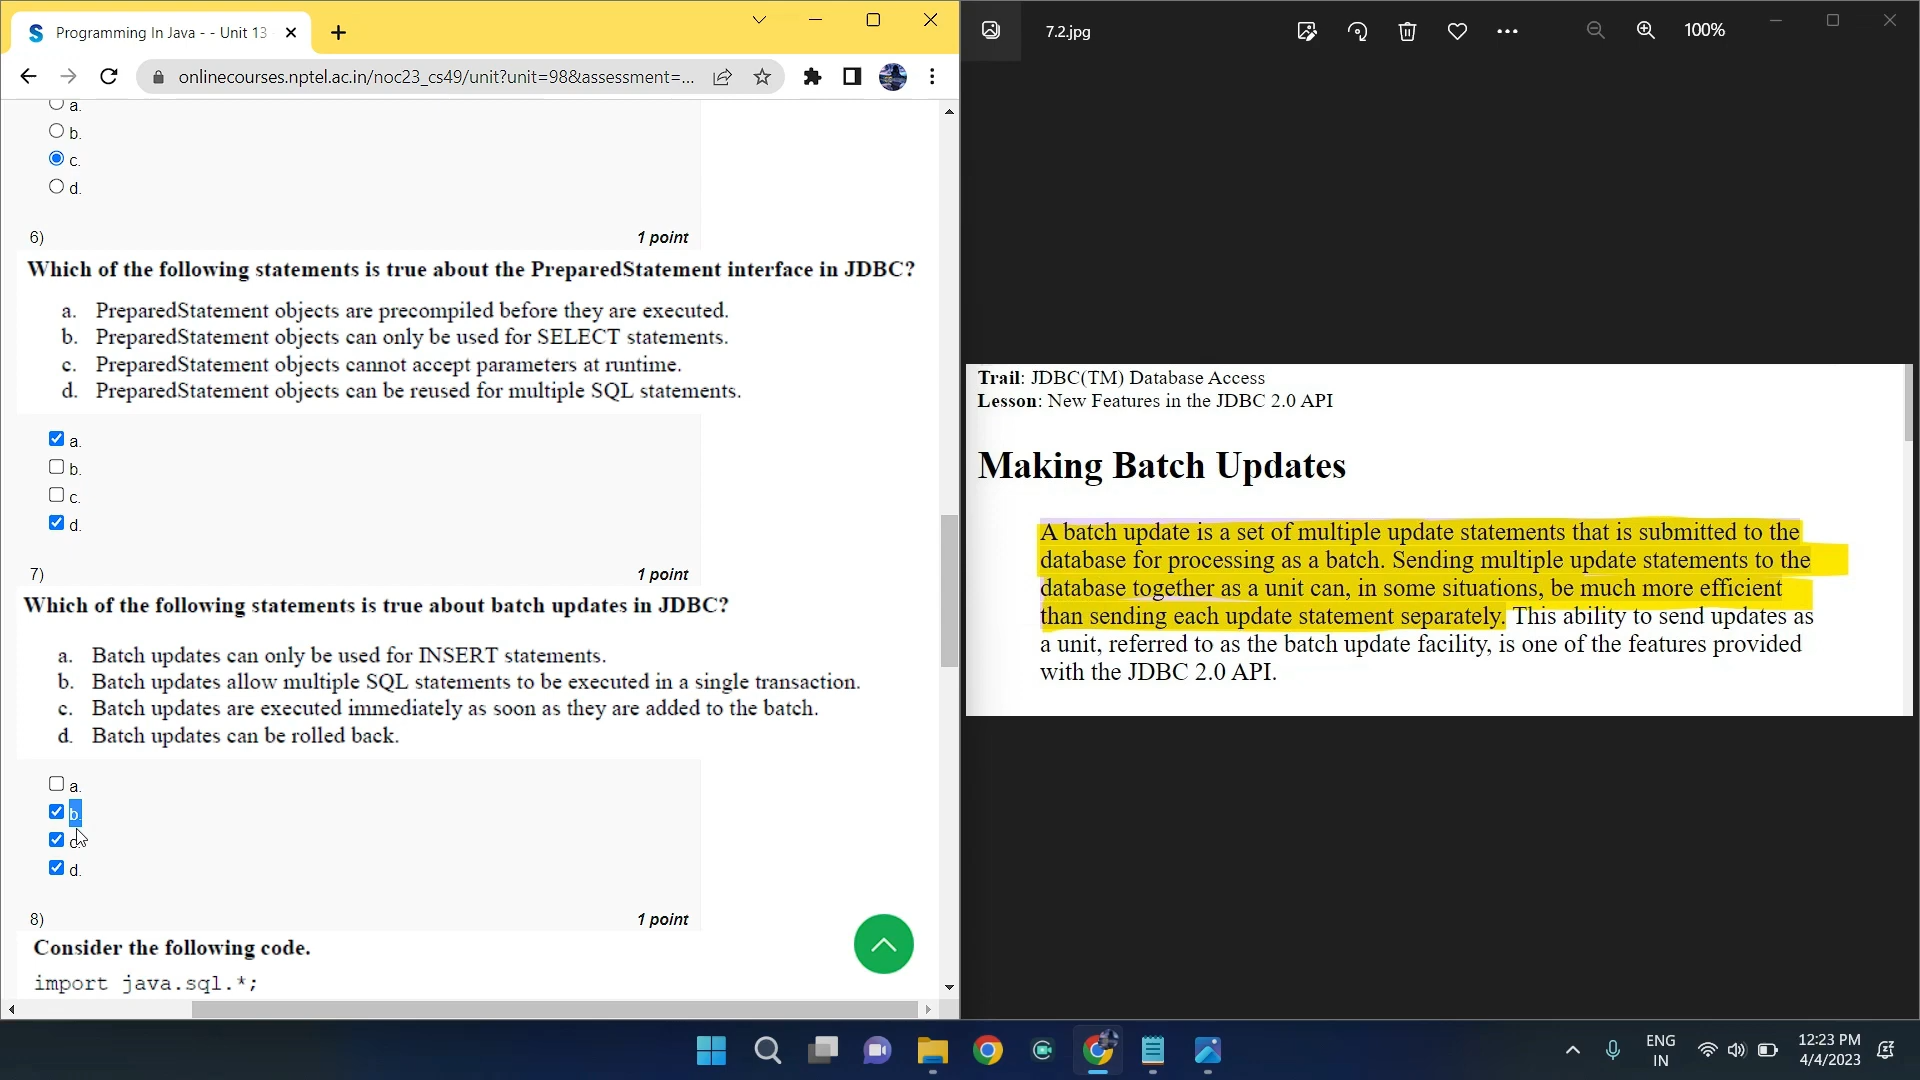 Programming In Java - - Unit 13
onlinecourses.nptel.ac.in/noc23_cs49/unit?unit=98&assessment=...
a.
b.
c.
d.
6)
1 point
Which of the following statements is true about the PreparedStatement interface in JDBC?
a. PreparedStatement objects are precompiled before they are executed.
b. PreparedStatement objects can only be used for SELECT statements.
c. PreparedStatement objects cannot accept parameters at runtime.
d. PreparedStatement objects can be reused for multiple SQL statements.
a.
b.
c.
d.
7)
1 point
Which of the following statements is true about batch updates in JDBC?
a. Batch updates can only be used for INSERT statements.
b. Batch updates allow multiple SQL statements to be executed in a single transaction.
c. Batch updates are executed immediately as soon as they are added to the batch.
d. Batch updates can be rolled back.
a.
b.
c.
d.
8)
1 point
Consider the following code.
import java.sql.*;
7.2.jpg
100%
Trail: JDBC(TM) Database Access
Lesson: New Features in the JDBC 2.0 API
Making Batch Updates
A batch update is a set of multiple update statements that is submitted to the
database for processing as a batch. Sending multiple update statements to the
database together as a unit can, in some situations, be much more efficient
than sending each update statement separately. This ability to send updates as
a unit, referred to as the batch update facility, is one of the features provided
with the JDBC 2.0 API.
ENG
IN
12:23 PM
4/4/2023